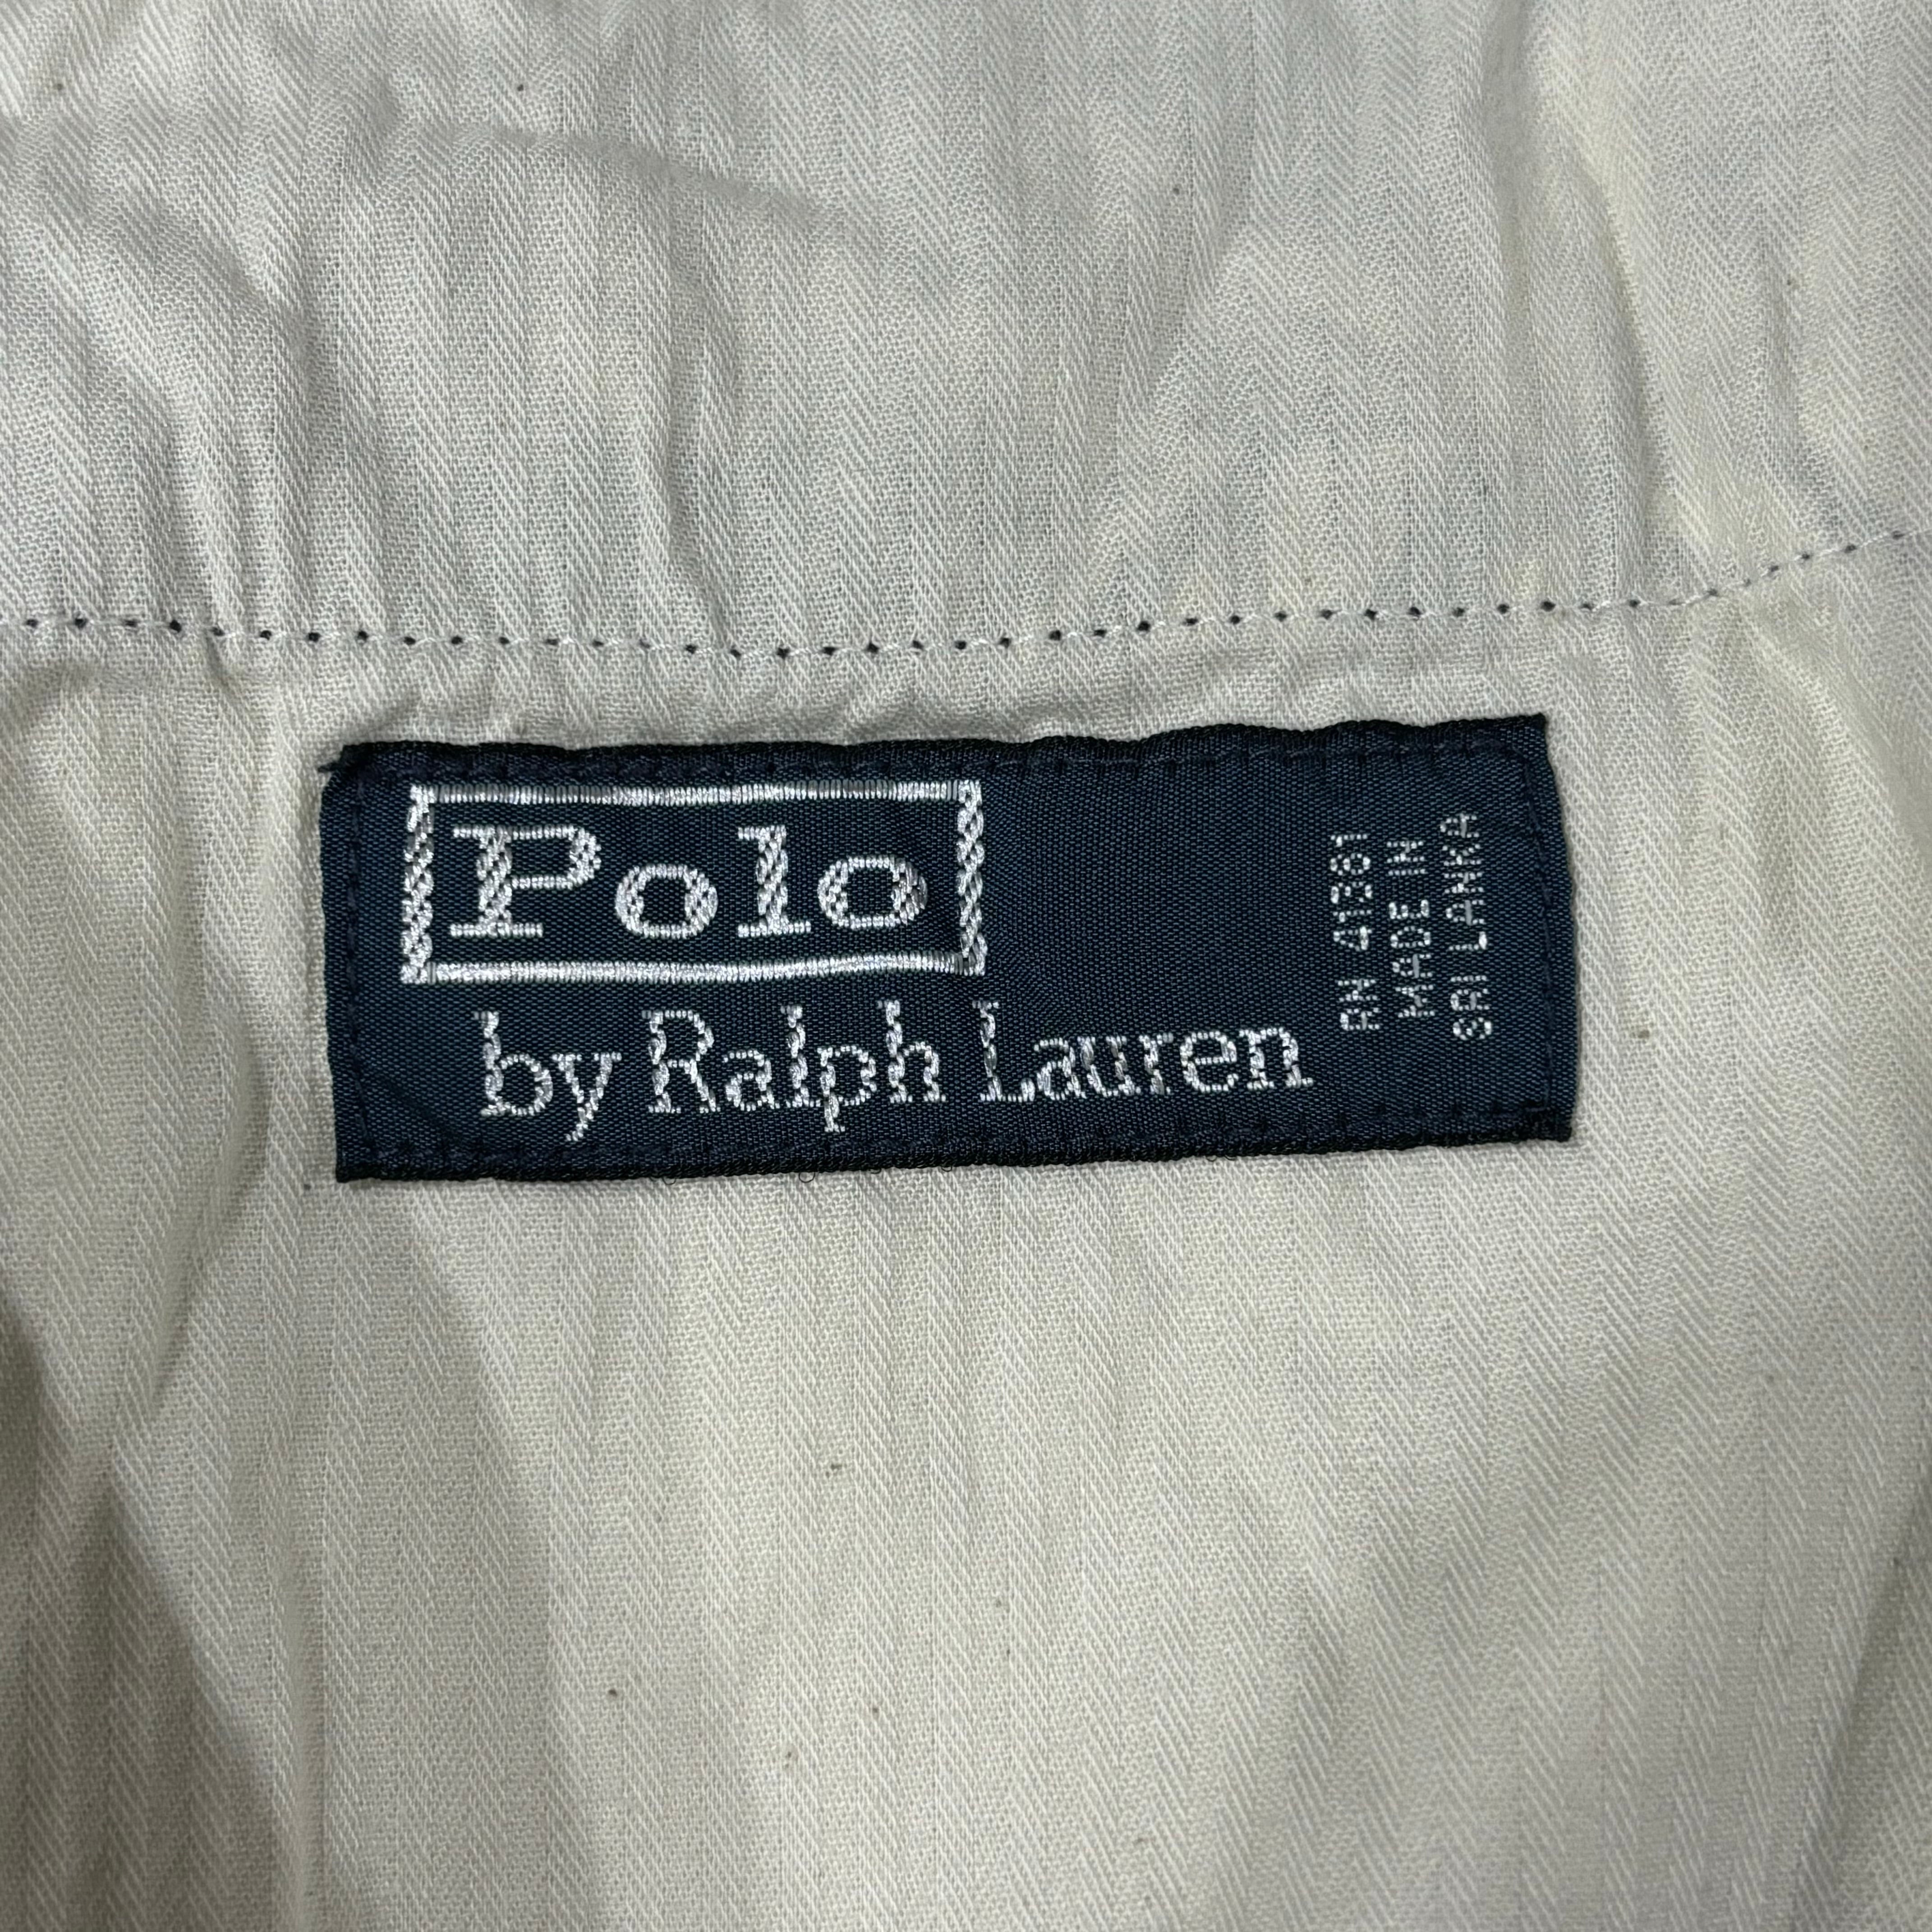 Polo
by Ralph Lauren
RN 41381
MADE IN
SRI LANKA